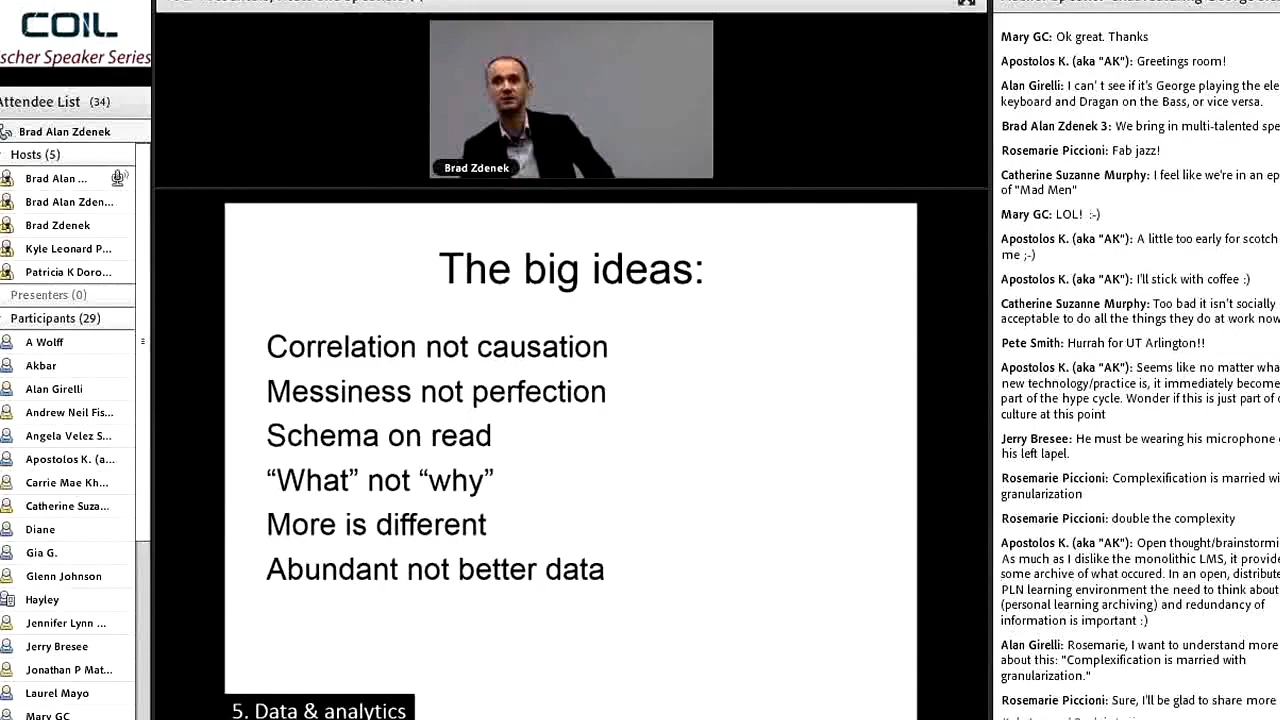 COIL
scher Speaker Series
Attendee List (34)
Brad Alan Zdenek
Hosts (5)
Brad Alan ...
Brad Alan Zden...
Brad Zdenek
Kyle Leonard P...
Patricia K Doro...
Presenters (0)
Participants (29)
A Wolff
Akbar
Alan Girelli
Andrew Neil Fis...
Angela Velez S...
Apostolos K. (a...
Carrie Mae Kh...
Catherine Suza...
Diane
Gia G.
Glenn Johnson
Hayley
Jennifer Lynn ...
Jerry Bresee
Jonathan P Mat...
Laurel Mayo
Mary GC
Brad Zdenek
The big ideas:
Correlation not causation
Messiness not perfection
Schema on read
“What” not “why”
More is different
Abundant not better data
5. Data & analytics
Mary GC: Ok great. Thanks
Apostolos K. (aka "AK"): Greetings room!
Alan Girelli: I can' t see if it's George playing the ele
keyboard and Dragan on the Bass, or vice versa.
Brad Alan Zdenek 3: We bring in multi-talented spe
Rosemarie Piccioni: Fab jazz!
Catherine Suzanne Murphy: I feel like we're in an ep
of "Mad Men"
Mary GC: LOL! :-)
Apostolos K. (aka "AK"): A little too early for scotch
me ;-)
Apostolos K. (aka "AK"): I'll stick with coffee :)
Catherine Suzanne Murphy: Too bad it isn't socially
acceptable to do all the things they do at work now
Pete Smith: Hurrah for UT Arlington!!
Apostolos K. (aka "AK"): Seems like no matter wha
new technology/practice is, it immediately become
part of the hype cycle. Wonder if this is just part of
culture at this point
Jerry Bresee: He must be wearing his microphone
his left lapel.
Rosemarie Piccioni: Complexification is married wi
granularization
Rosemarie Piccioni: double the complexity
Apostolos K. (aka "AK"): Open thought/brainstormi
As much as I dislike the monolithic LMS, it provide
some archive of what occured. In an open, distribute
PLN learning environment the need to think about
(personal learning archiving) and redundancy of
information is important :)
Alan Girelli: Rosemarie, I want to understand more
about this: "Complexification is married with
granularization."
Rosemarie Piccioni: Sure, I'll be glad to share more